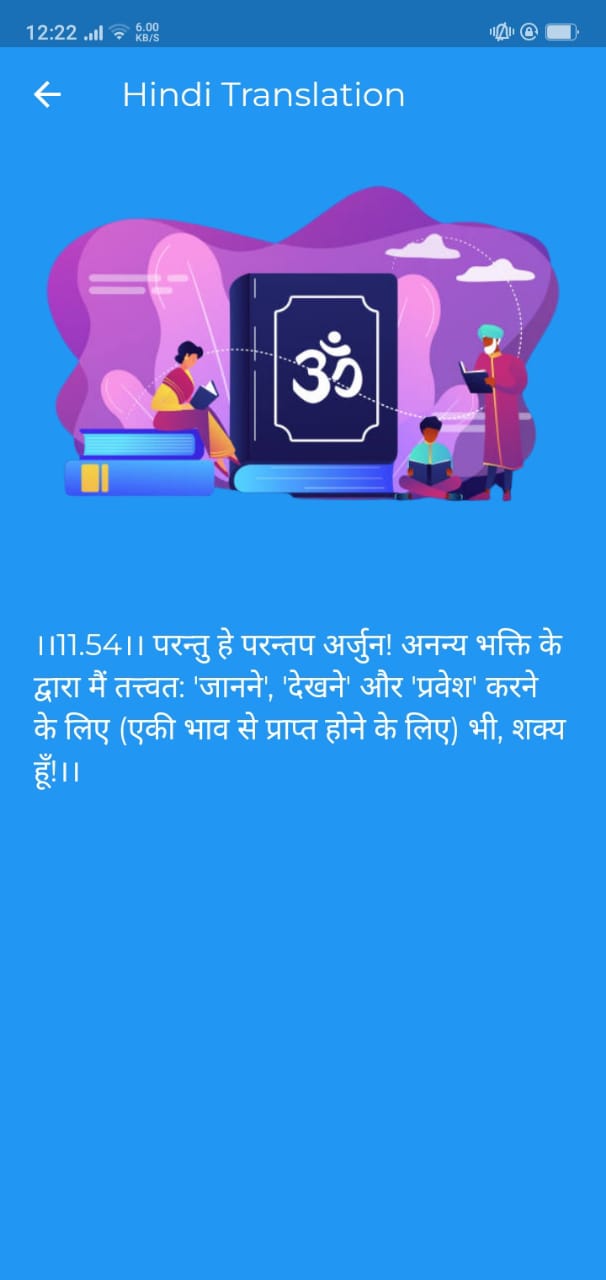 12:22 6.00 KB/S
Hindi Translation
ॐ
।।11.54।। परन्तु हे परन्तप अर्जुन! अनन्य भक्ति के
द्वारा मैं तत्त्वत: 'जानने', 'देखने' और 'प्रवेश' करने
के लिए (एकी भाव से प्राप्त होने के लिए) भी, शक्य
हूँ!।।